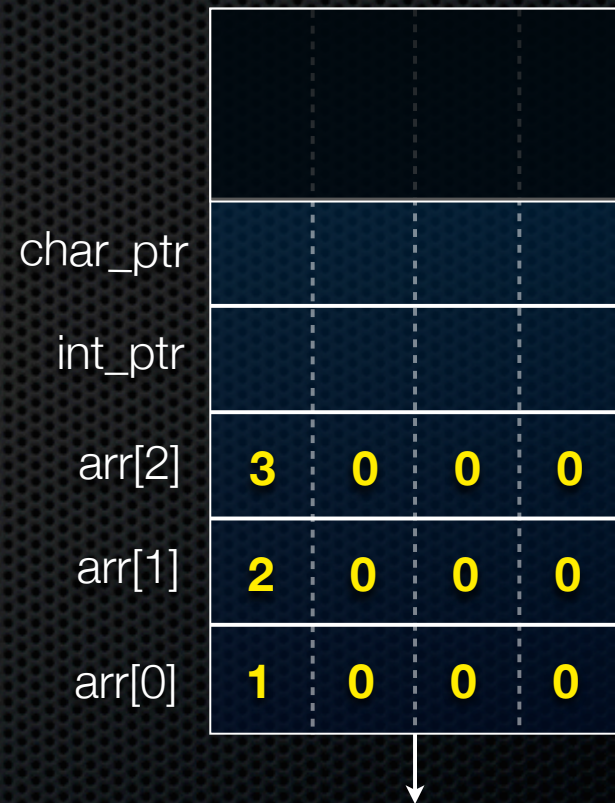 char_ptr
int_ptr
arr[2] 3 0 0 0
arr[1] 2 0 0 0
arr[0] 1 0 0 0